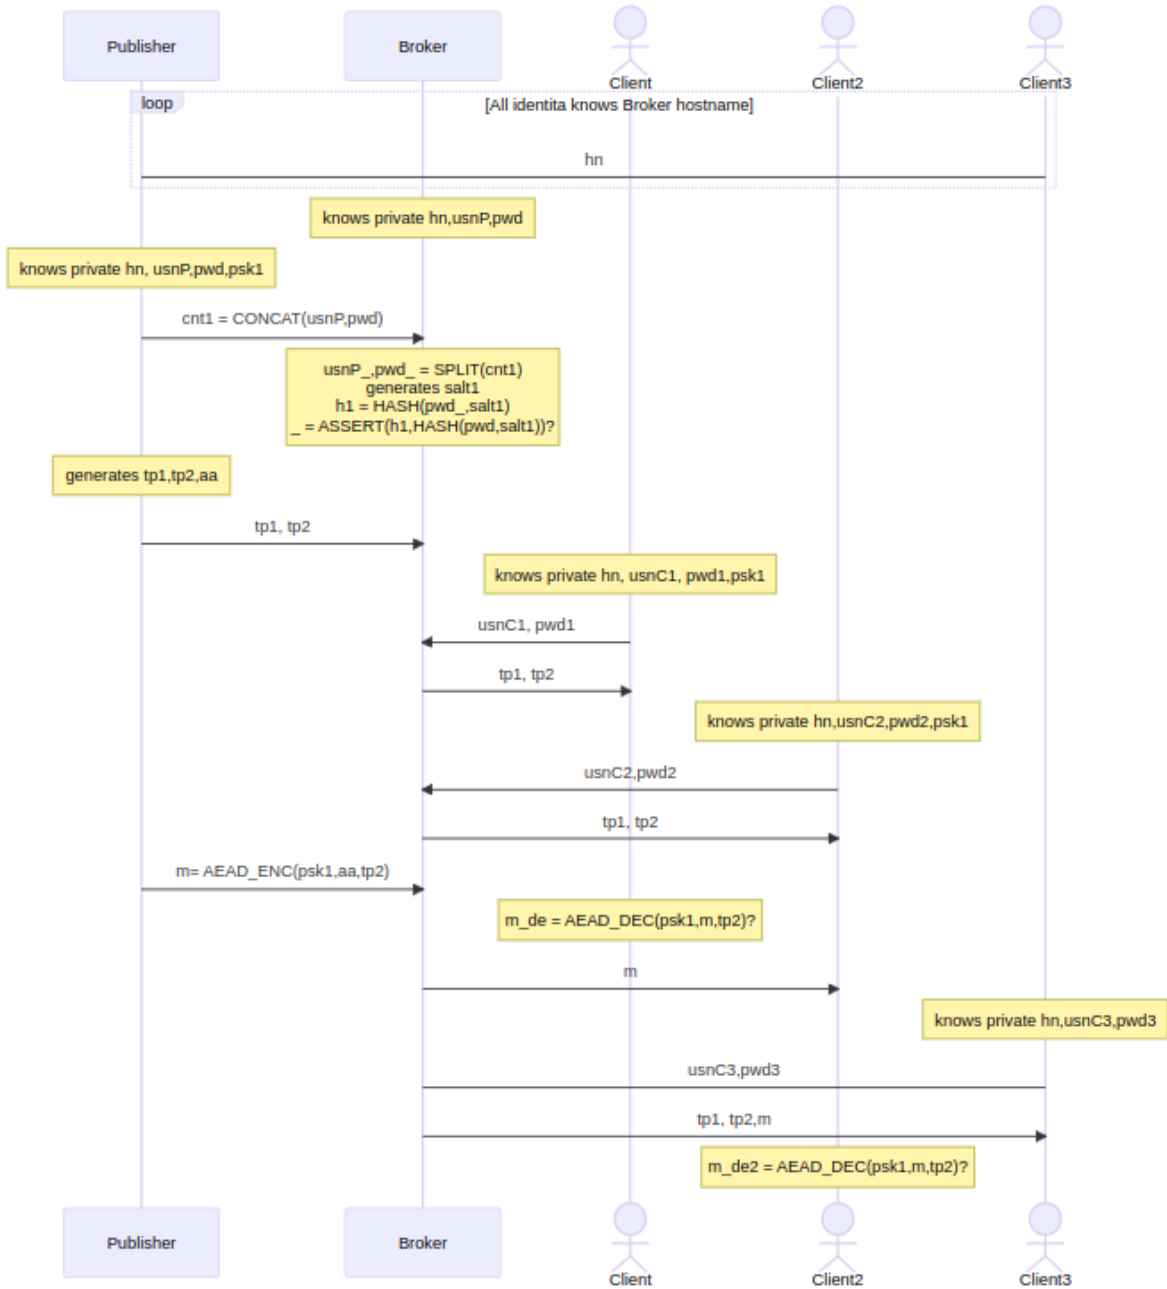 Publisher
Broker
Client
Client2
Client3
loop
[All identita knows Broker hostname]
hn
knows private hn,usnP,pwd
knows private hn, usnP,pwd,psk1
cnt1 = CONCAT(usnP,pwd)
usnP_,pwd_ = SPLIT(cnt1)
generates salt1
h1 = HASH(pwd_,salt1)
_ = ASSERT(h1,HASH(pwd,salt1))?
generates tp1,tp2,aa
tp1, tp2
knows private hn, usnC1, pwd1,psk1
usnC1, pwd1
tp1, tp2
knows private hn,usnC2,pwd2,psk1
usnC2,pwd2
tp1, tp2
m= AEAD_ENC(psk1,aa,tp2)
m_de = AEAD_DEC(psk1,m,tp2)?
m
knows private hn,usnC3,pwd3
usnC3,pwd3
tp1, tp2,m
m_de2 = AEAD_DEC(psk1,m,tp2)?
Publisher
Broker
Client
Client2
Client3